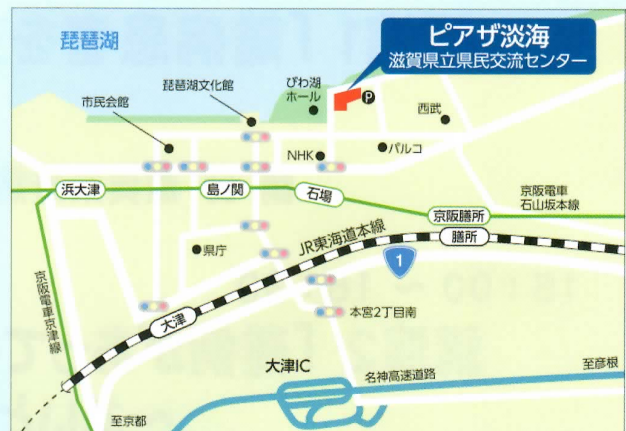 琵琶湖
ピアザ淡海
滋賀県立県民交流センター
琵琶湖文化館
びわ湖
ホール
P
市民会館
西武
NHK
パルコ
浜大津
島ノ関
石場
京阪電車
石山坂本線
京阪膳所
膳所
JR東海道本線
県庁
1
京阪電車京津線
大津
本宮2丁目南
大津IC
名神高速道路
至彦根
至京都